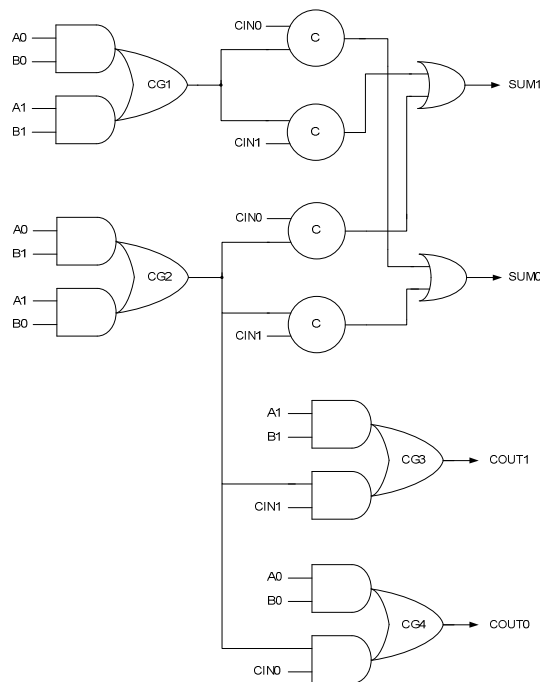 CIN0
A0
C
B0
CG1
SUM1
A1
C
B1
CIN1
CIN0
A0
C
B1
CG2
SUM0
A1
C
B0
CIN1
A1
B1
CG3
COUT1
CIN1
A0
B0
CG4
COUT0
CIN0